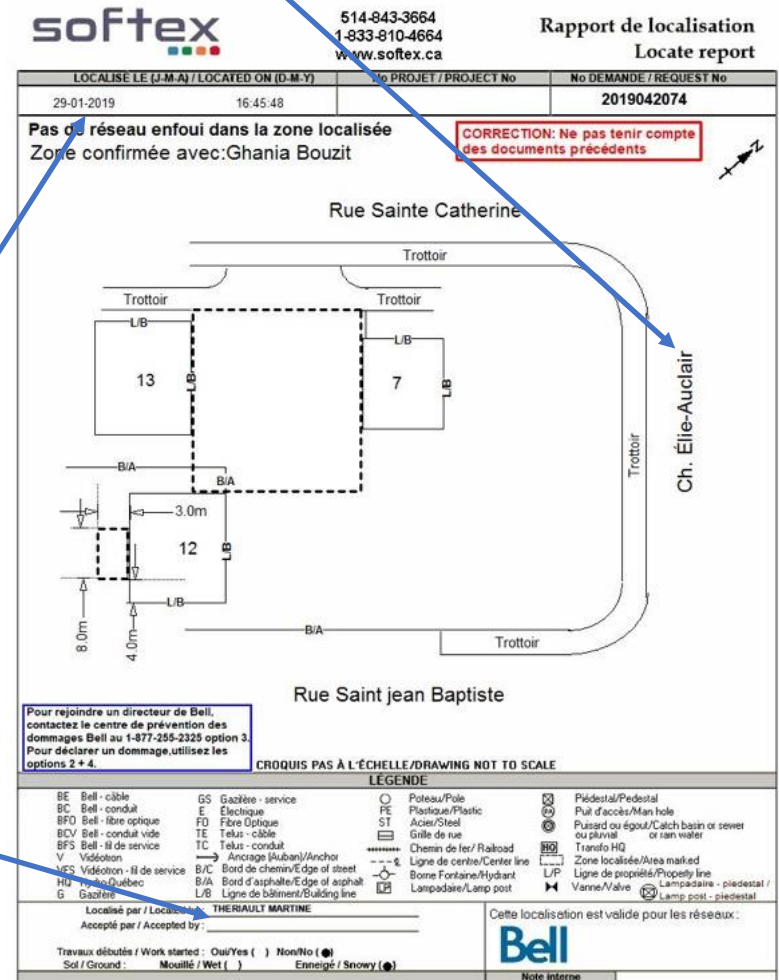 softex
514-843-3664
1-833-810-4664
www.softex.ca
Rapport de localisation
Locate report
LOCALISÉ LE (J-M-A) / LOCATED ON (D-M-Y)
No PROJET / PROJECT No
No DEMANDE / REQUEST No
29-01-2019 16:45:48
2019042074
Pas de réseau enfoui dans la zone localisée
Zone confirmée avec:Ghania Bouzit
CORRECTION: Ne pas tenir compte
des documents précédents
N
Rue Sainte Catherine
Trottoir
Trottoir
Trottoir
L/B
L/B
13
L/B
7
L/B
Trottoir
Ch. Élie-Auclair
B/A
B/A
3.0m
12
L/B
L/B
8.0m
4.0m
B/A
Trottoir
Rue Saint jean Baptiste
Pour rejoindre un directeur de Bell,
contactez le centre de prévention des
dommages Bell au 1-877-255-2325 option 3.
Pour déclarer un dommage,utilisez les
options 2 + 4.
CROQUIS PAS À L'ÉCHELLE/DRAWING NOT TO SCALE
LÉGENDE
BE Bell - câble
BC Bell - conduit
BFO Bell - fibre optique
BCV Bell - conduit vide
BFS Bell - fil de service
V Vidéotron
VFS Vidéotron - fil de service
HQ Hydro-Québec
G Gazifère
GS Gazifère - service
E Électrique
FO Fibre Optique
TE Telus - câble
TC Telus - conduit
Ancrage (Auban)/Anchor
B/C Bord de chemin/Edge of street
B/A Bord d'asphalte/Edge of asphalt
L/B Ligne de bâtiment/Building line
Poteau/Pole
PE Plastique/Plastic
ST Acier/Steel
Grille de rue
Chemin de fer/ Railroad
Ligne de centre/Center line
Borne Fontaine/Hydrant
LP Lampadaire/Lamp post
Piédestal/Pedestal
PA Puit d'accès/Man hole
Puisard ou égout/Catch basin or sewer
ou pluvial or rain water
HQ Transfo HQ
Zone localisée/Area marked
L/P Ligne de propriété/Property line
Vanne/Valve
Lampadaire - piedestal /
Lamp post - piedestal
Localisé par / Located by : THERIAULT MARTINE
Accepté par / Accepted by :
Travaux débutés / Work started : Oui/Yes ( ) Non/No (●)
Sol / Ground : Mouillé / Wet ( ) Enneigé / Snowy (●)
Cette localisation est valide pour les réseaux :
Bell
Note interne